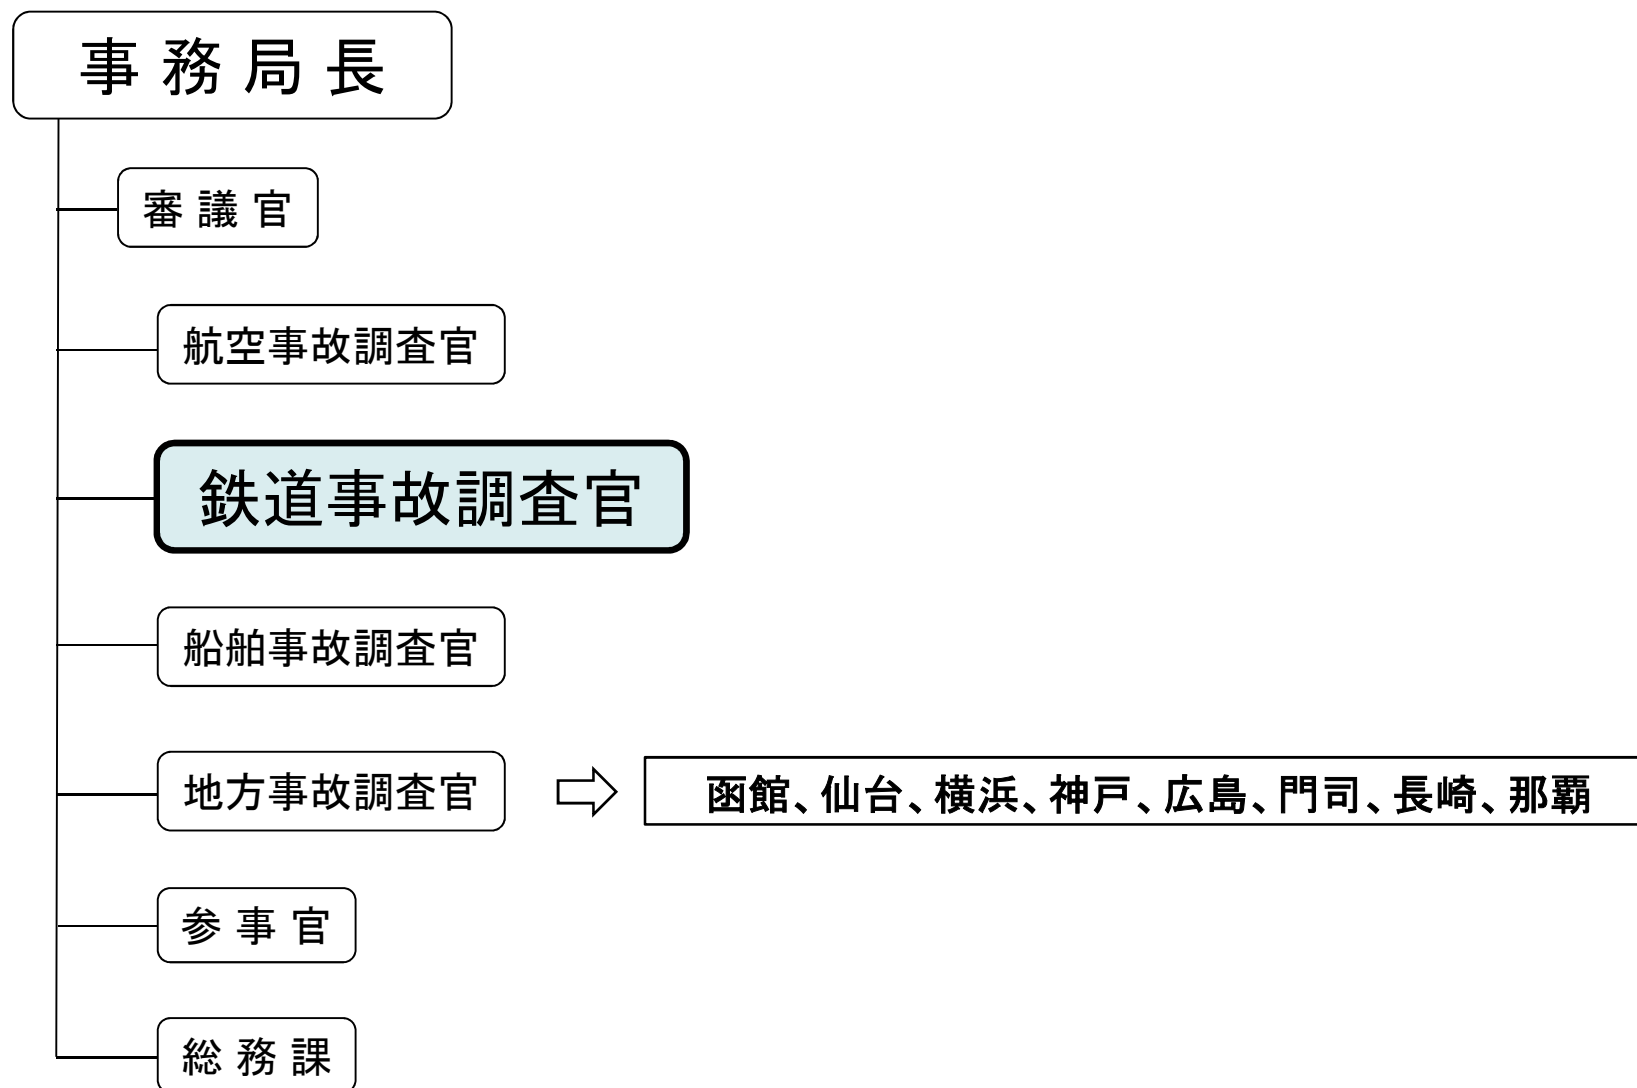 事務局長
審議官
航空事故調査官
鉄道事故調査官
船舶事故調査官
地方事故調査官
函館、仙台、横浜、神戸、広島、門司、長崎、那覇
参事官
総務課